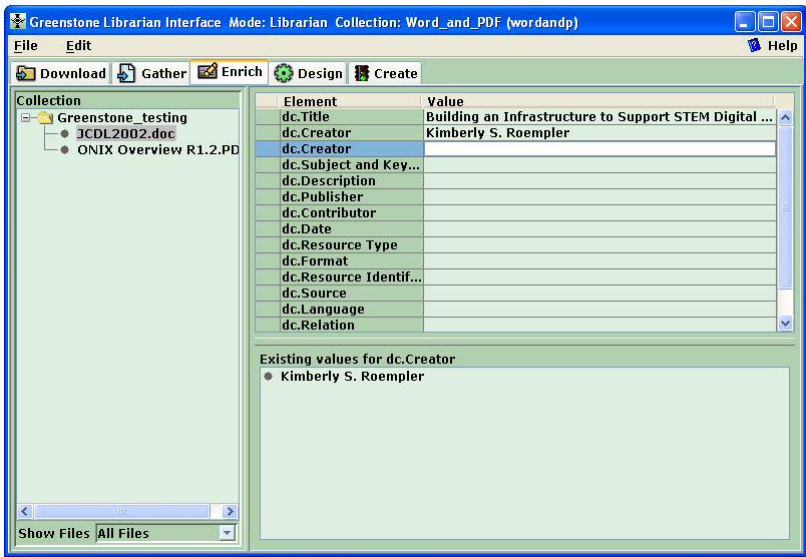 Greenstone Librarian Interface Mode: Librarian Collection: Word_and_PDF (wordandp)
File Edit Help
Download Gather Enrich Design Create
Collection
Greenstone_testing
JCDL2002.doc
ONIX Overview R1.2.PD
Show Files All Files
Element Value
dc.Title Building an Infrastructure to Support STEM Digital ...
dc.Creator Kimberly S. Roempler
dc.Creator
dc.Subject and Key...
dc.Description
dc.Publisher
dc.Contributor
dc.Date
dc.Resource Type
dc.Format
dc.Resource Identif...
dc.Source
dc.Language
dc.Relation
Existing values for dc.Creator
Kimberly S. Roempler